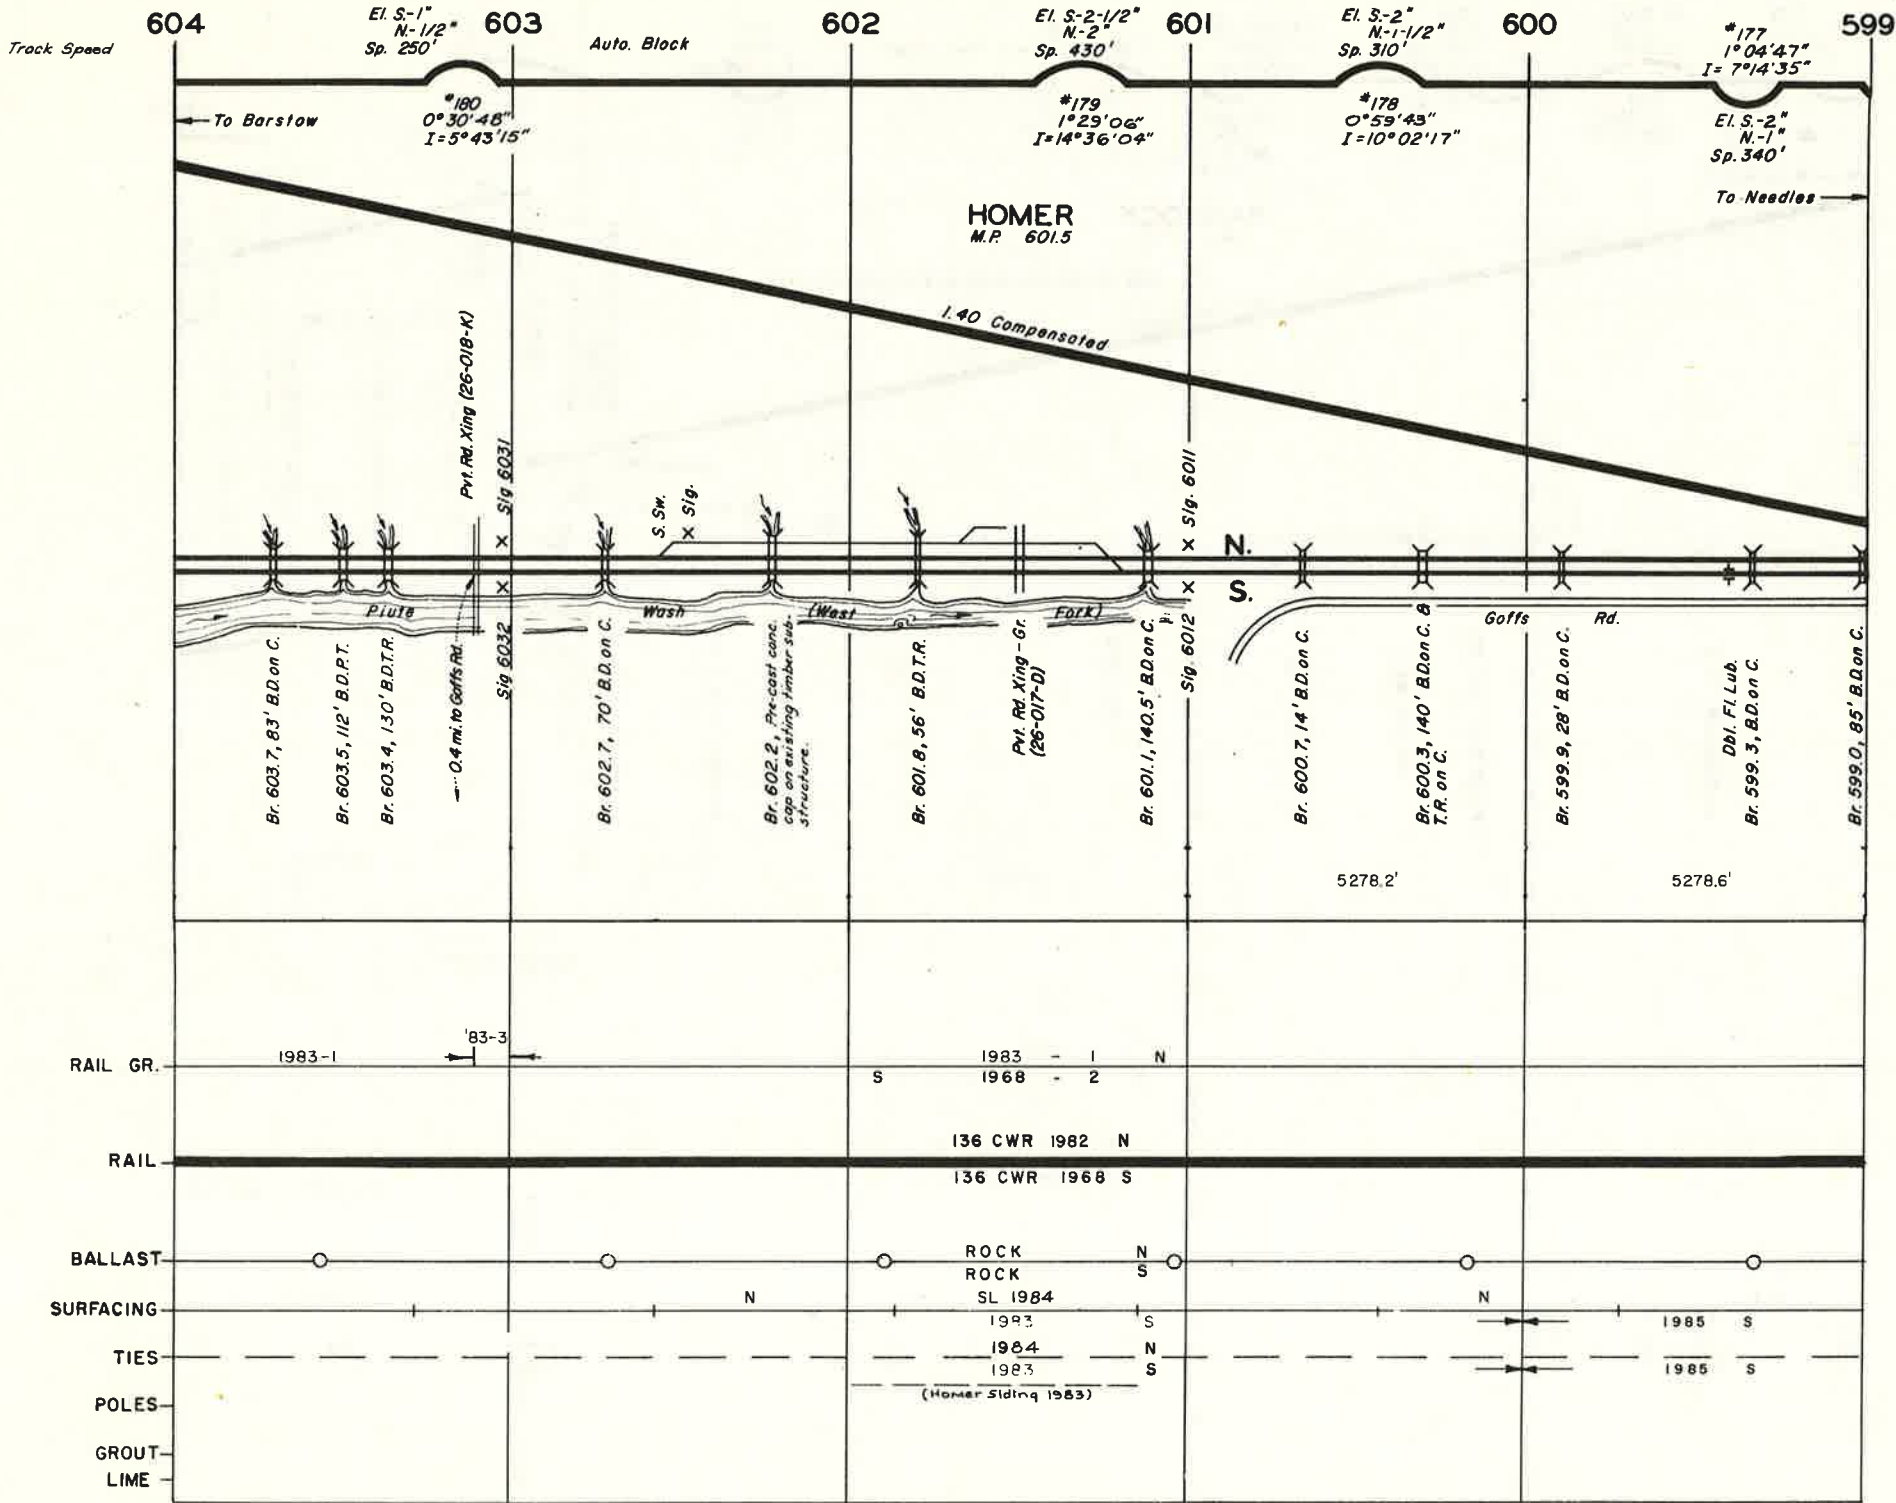 604
603
602
601
600
599
Track Speed
El. S.-1"
N.-1/2"
Sp. 250'
Auto. Block
El. S.-2-1/2"
N.-2"
Sp. 430'
El. S.-2"
N.-1-1/2"
Sp. 310'
#177
1°04'47"
I= 7°14'35"
To Barstow
#180
0°30'48"
I=5°43'15"
#179
1°29'06"
I=14°36'04"
#178
0°59'43"
I=10°02'17"
El. S.-2"
N.-1"
Sp. 340'
To Needles
HOMER
M.P. 601.5
1.40 Compensated
Pvt. Rd. Xing (26-018-K)
Sig 6031
S. Sw.
Sig.
Sig. 6011
N.
S.
Piute
Wash
(West
Fork)
Goffs
Rd.
Br. 603.7, 83' B.D. on C.
Br. 603.5, 112' B.D.P.T.
Br. 603.4, 130' B.D.T.R.
0.4 mi. to Goffs Rd.
Sig 6032
Br. 602.7, 70' B.D. on C.
Br. 602.2, Pre-cast conc.
cap on existing timber sub-
structure.
Br. 601.8, 56' B.D.T.R.
Pvt. Rd. Xing - Gr.
(26-017-D)
Br. 601.1, 140.5' B.D. on C.
Sig. 6012
Br. 600.7, 14' B.D. on C.
Br. 600.3, 140' B.D. on C. &
T.R. on C.
Br. 599.9, 28' B.D. on C.
Dbl. Fl. Lub.
Br. 599.3, B.D. on C.
Br. 599.0, 85' B.D. on C.
5278.2'
5278.6'
RAIL GR.
1983-1
'83-3
1983 - 1 N
S 1968 - 2
RAIL
136 CWR 1982 N
136 CWR 1968 S
BALLAST
ROCK N
ROCK S
SURFACING
N
SL 1984
N
1983 S
1985 S
TIES
1984 N
1983 S
1985 S
(Homer Siding 1983)
POLES
GROUT
LIME